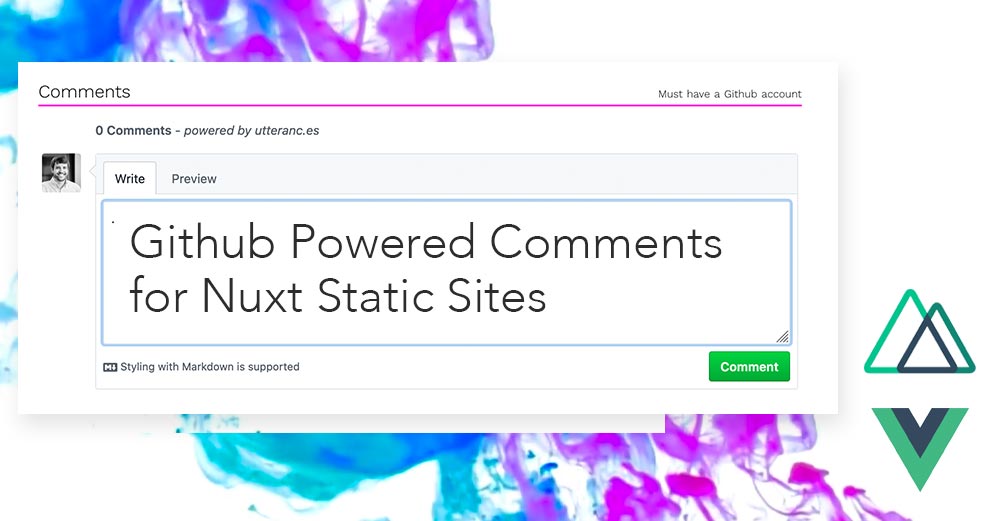 Comments
Must have a Github account
0 Comments - powered by utteranc.es
Write
Preview
Github Powered Comments
for Nuxt Static Sites
Styling with Markdown is supported
Comment